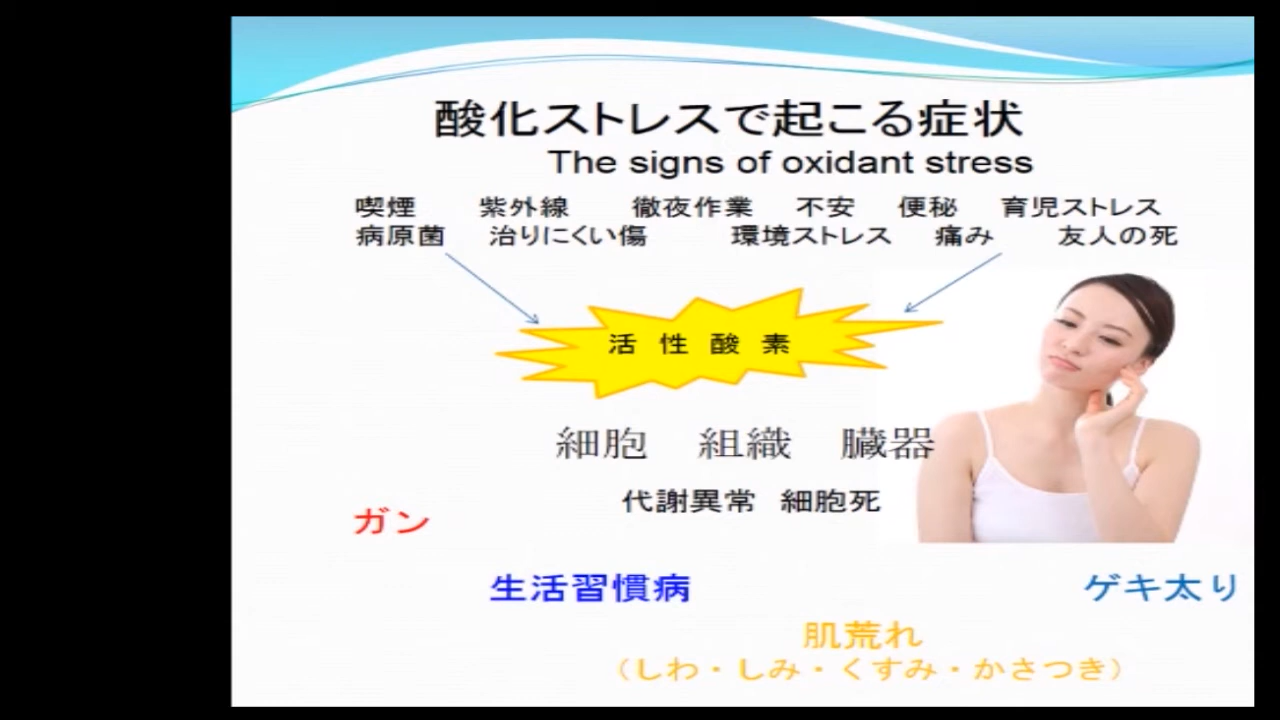 酸化ストレスで起こる症状
The signs of oxidant stress
喫煙 紫外線 徹夜作業 不安 便秘 育児ストレス
病原菌 治りにくい傷 環境ストレス 痛み 友人の死
活性酸素
細胞 組織 臓器
代謝異常 細胞死
ガン
生活習慣病 ゲキ太り
肌荒れ
（しわ・しみ・くすみ・かさつき）